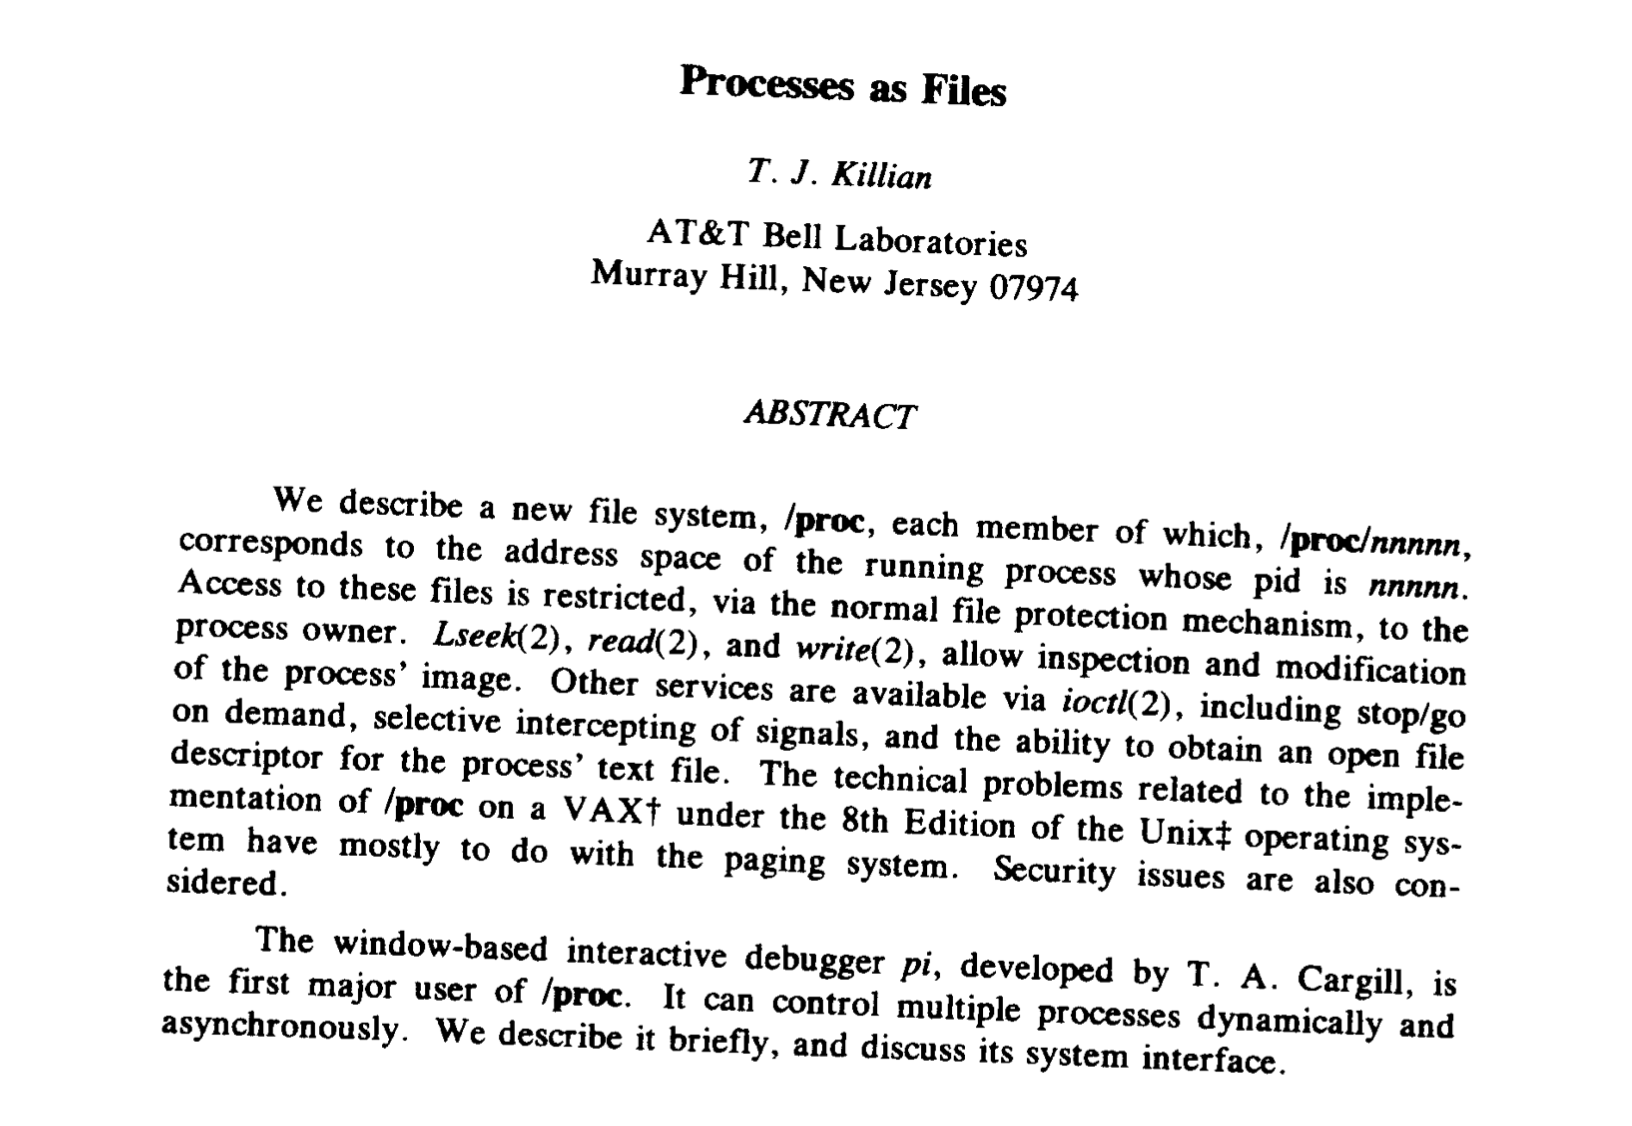 Processes as Files
T. J. Killian
AT&T Bell Laboratories
Murray Hill, New Jersey 07974
ABSTRACT
We describe a new file system, /proc, each member of which, /proc/nnnnn,
corresponds to the address space of the running process whose pid is nnnnn.
Access to these files is restricted, via the normal file protection mechanism, to the
process owner. Lseek(2), read(2), and write(2), allow inspection and modification
of the process' image. Other services are available via ioctl(2), including stop/go
on demand, selective intercepting of signals, and the ability to obtain an open file
descriptor for the process' text file. The technical problems related to the imple-
mentation of /proc on a VAX† under the 8th Edition of the Unix‡ operating sys-
tem have mostly to do with the paging system. Security issues are also con-
sidered.
The window-based interactive debugger pi, developed by T. A. Cargill, is
the first major user of /proc. It can control multiple processes dynamically and
asynchronously. We describe it briefly, and discuss its system interface.